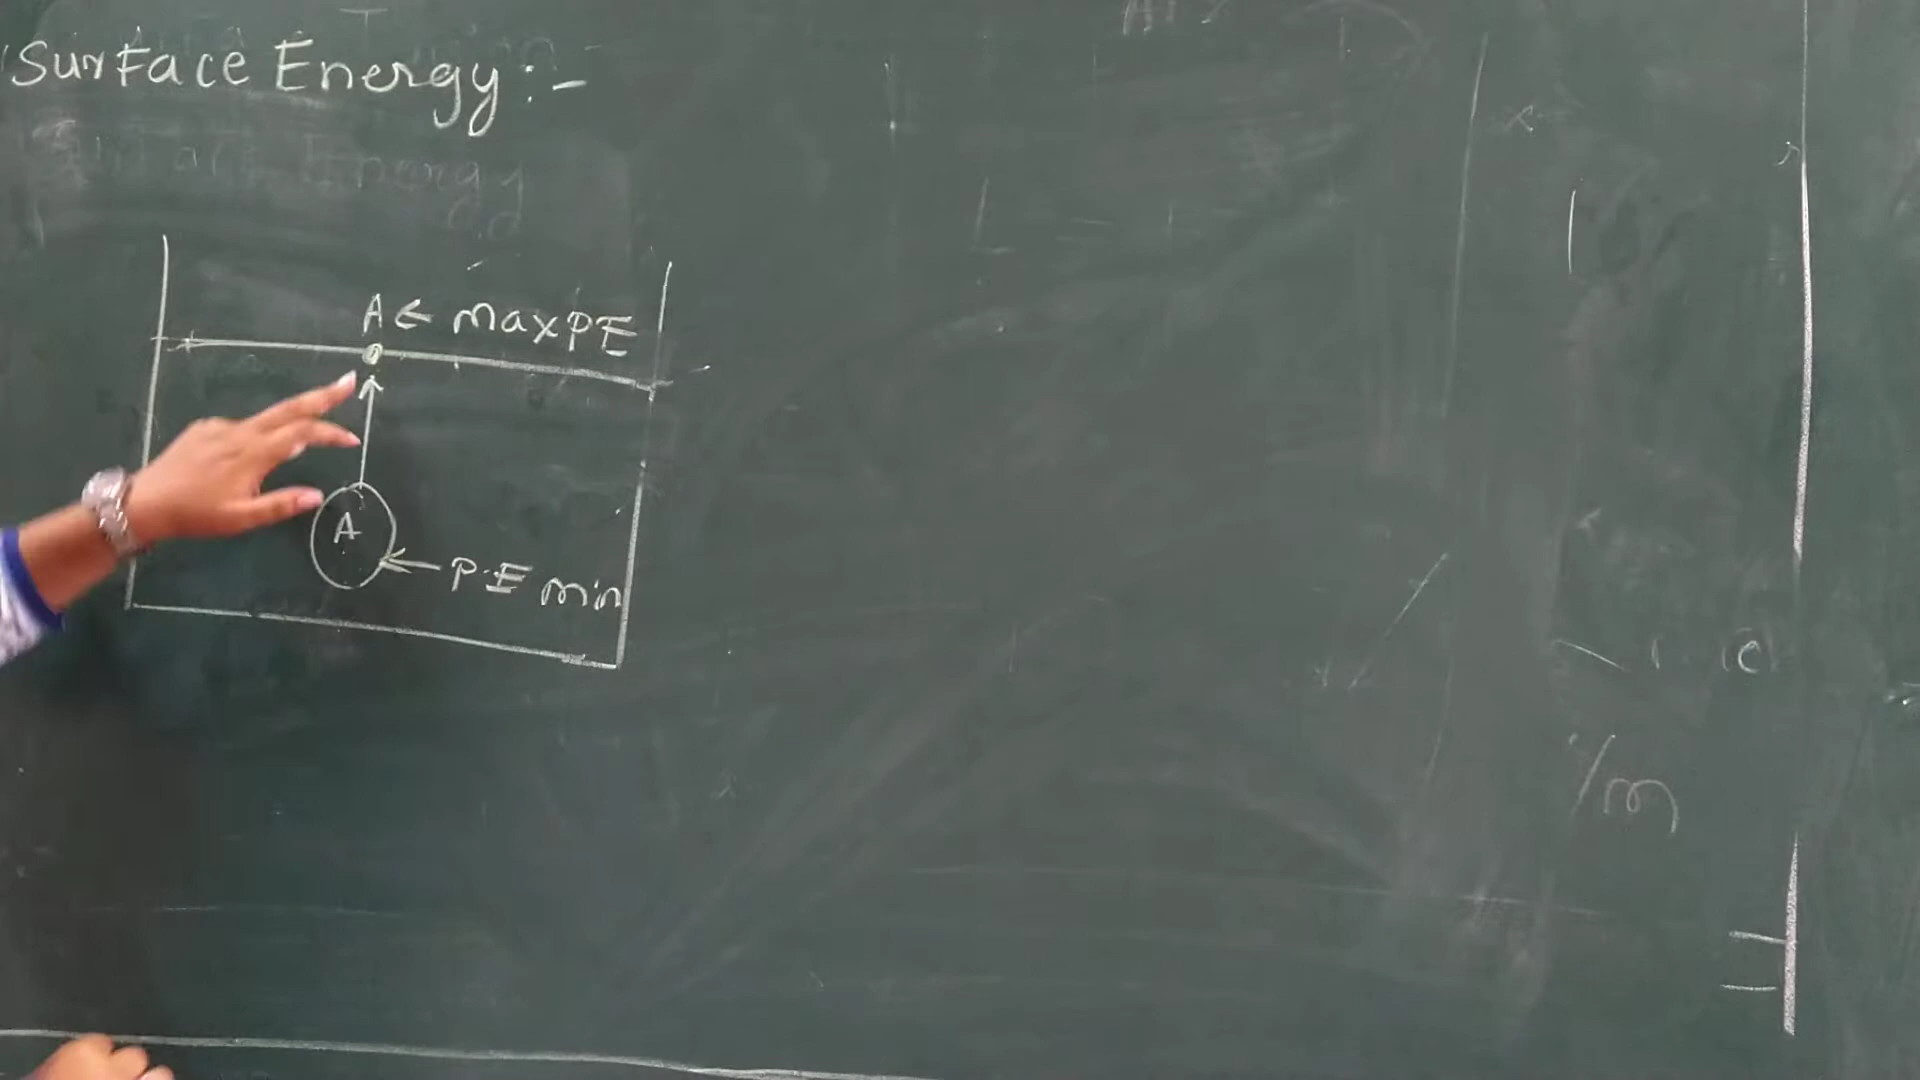 Surface Energy :-
Surface Energy
A ← max PE
A
← P.E min
/m